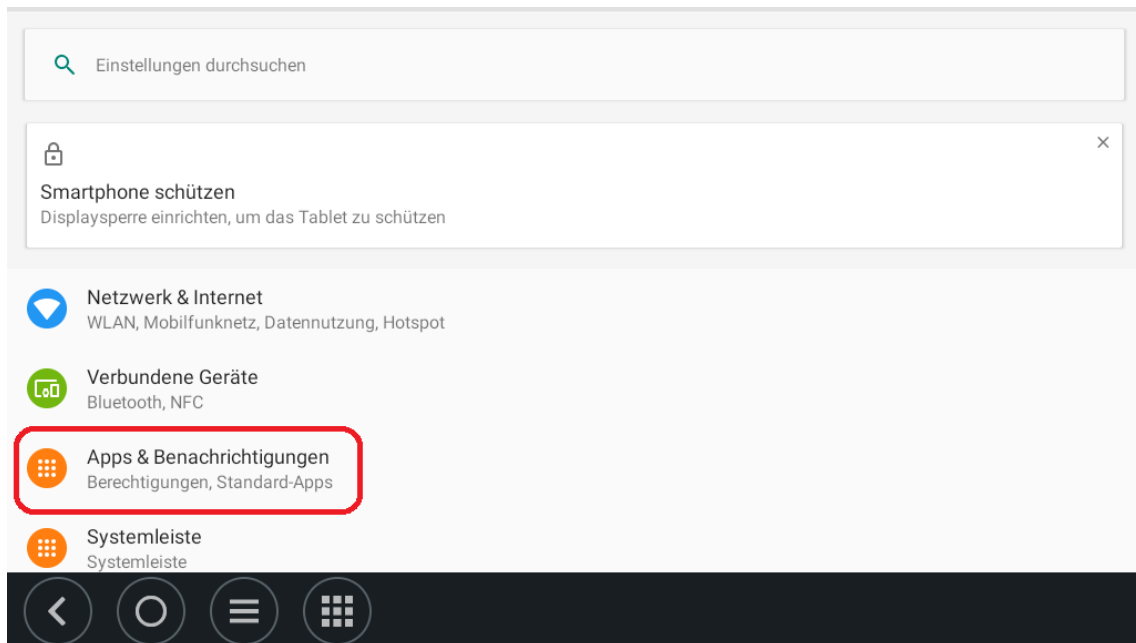 Einstellungen durchsuchen
Smartphone schützen
Displaysperre einrichten, um das Tablet zu schützen
Netzwerk & Internet
WLAN, Mobilfunknetz, Datennutzung, Hotspot
Verbundene Geräte
Bluetooth, NFC
Apps & Benachrichtigungen
Berechtigungen, Standard-Apps
Systemleiste
Systemleiste